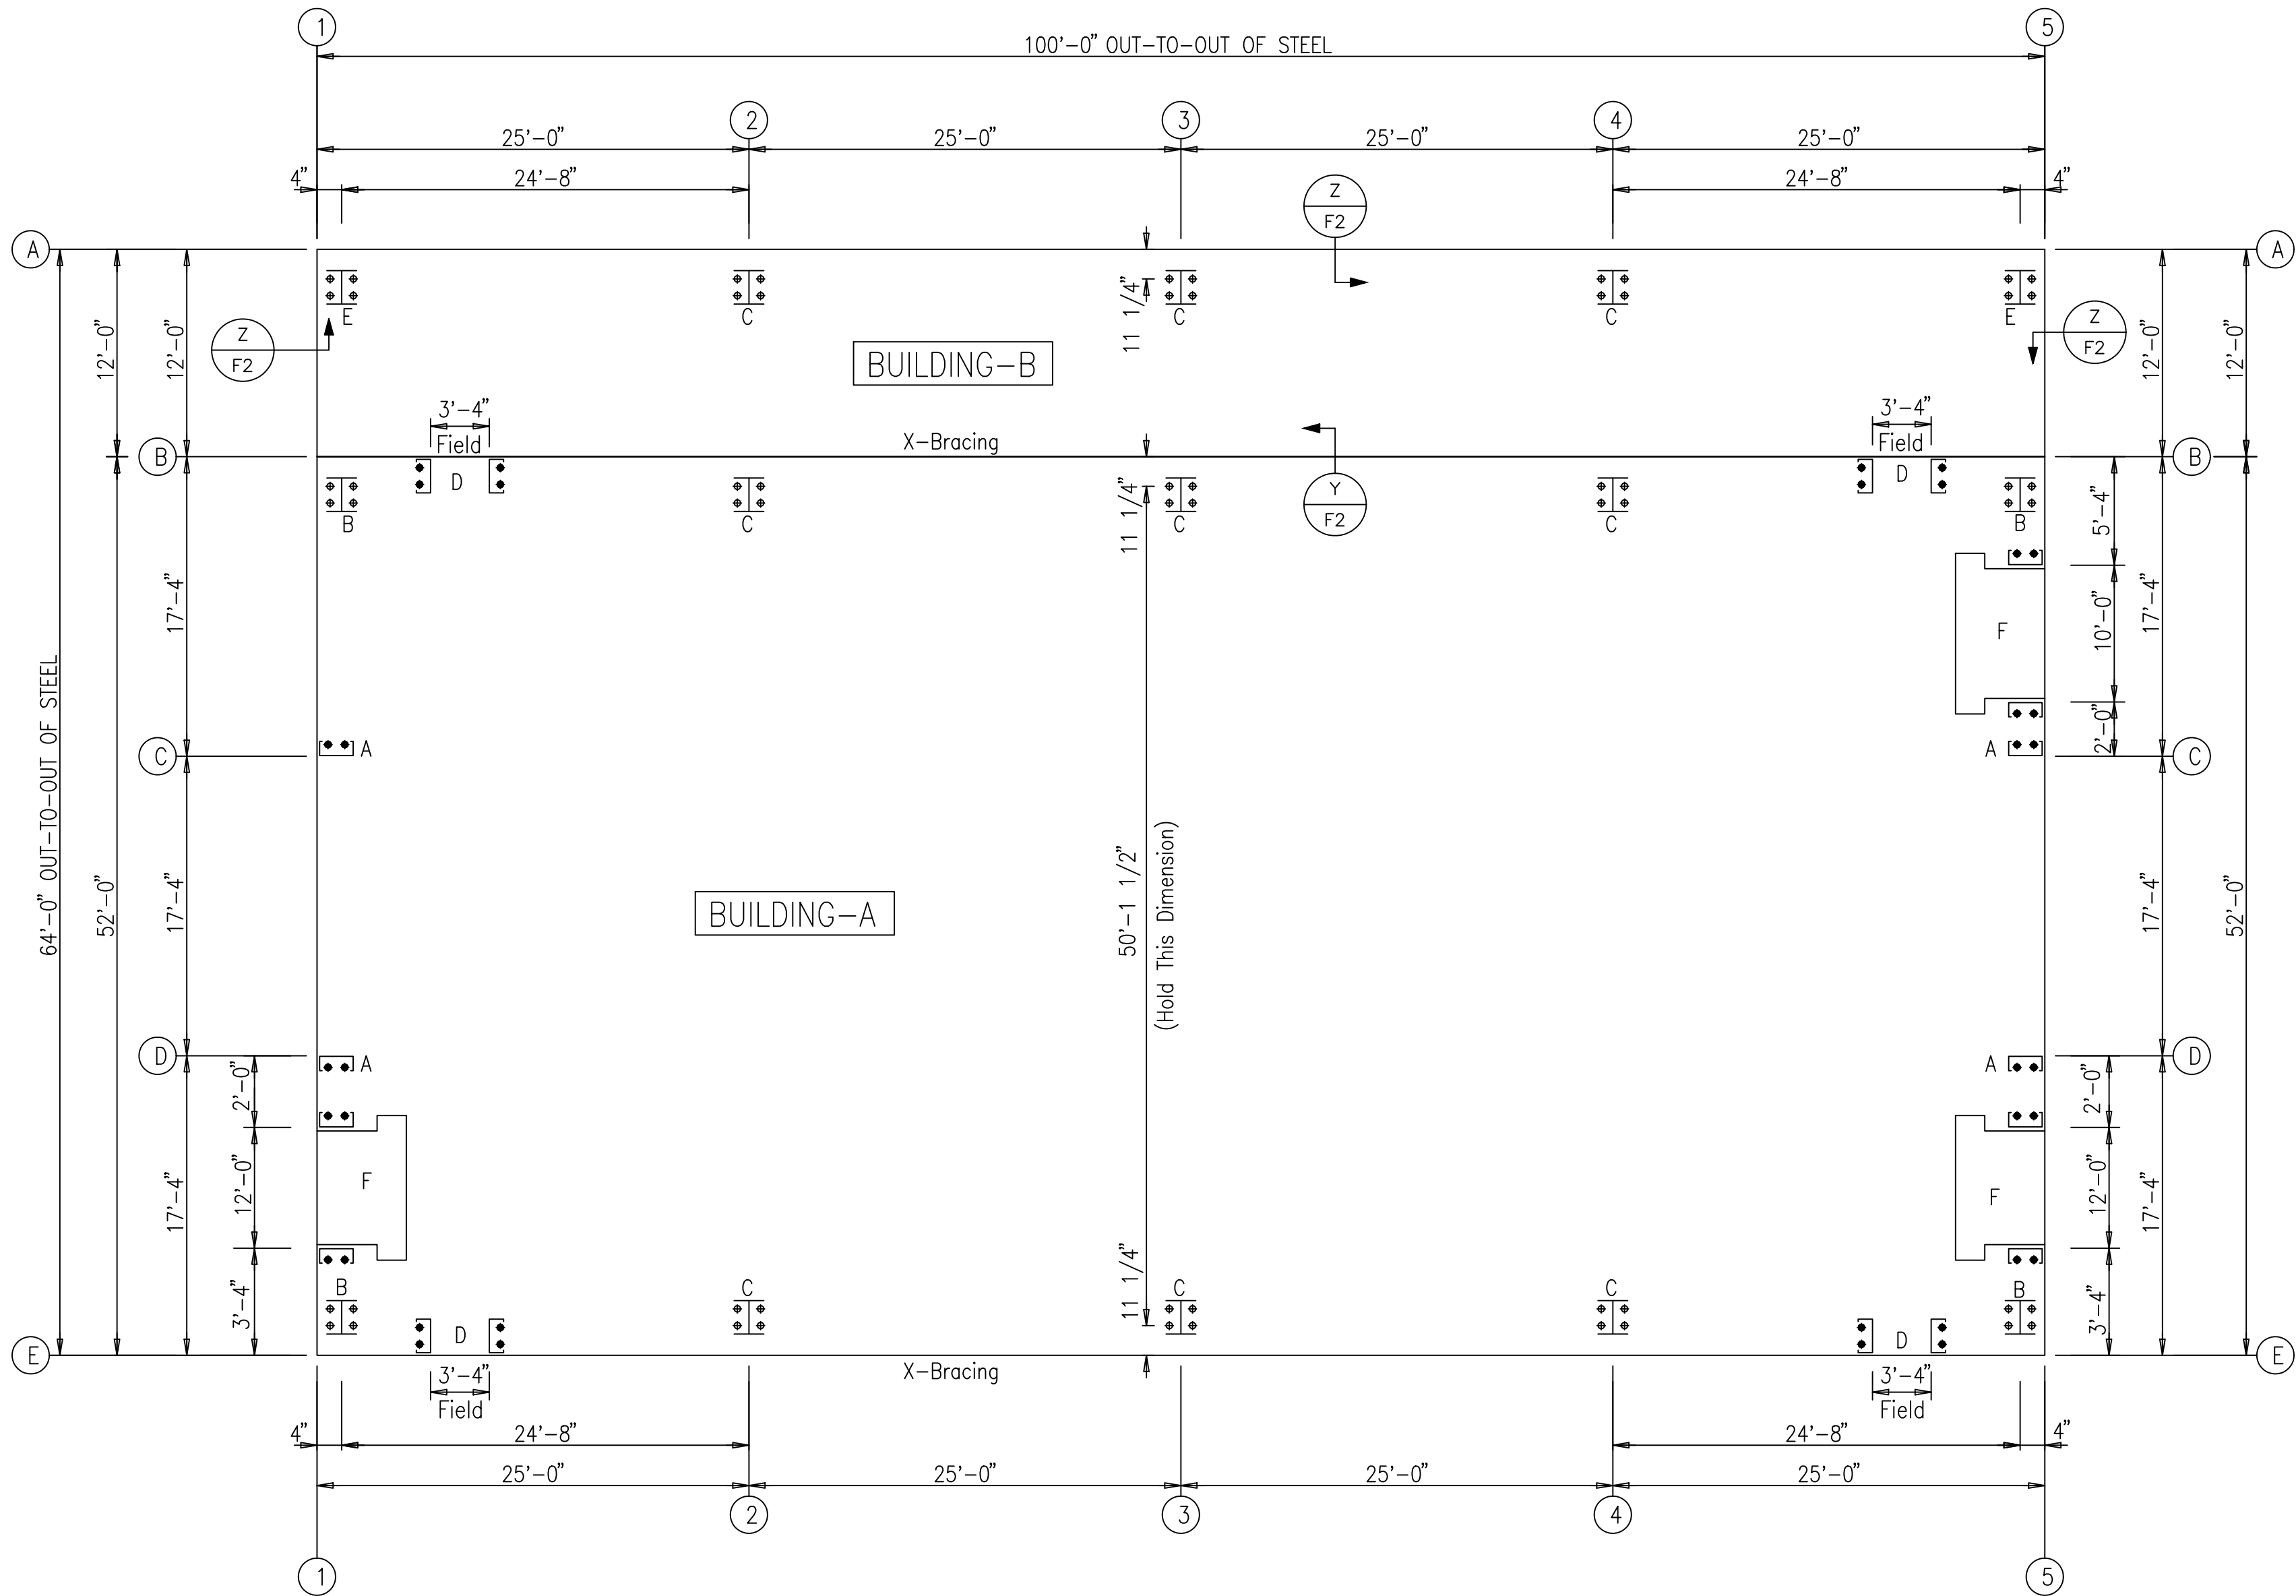 1
5
100'-0" OUT-TO-OUT OF STEEL
2
3
4
25'-0"
25'-0"
25'-0"
25'-0"
4"
24'-8"
24'-8"
4"
Z
F2
A
A
E
C
C
C
E
11 1/4"
12'-0"
12'-0"
12'-0"
12'-0"
Z
F2
Z
F2
BUILDING-B
3'-4"
Field
X-Bracing
3'-4"
Field
B
B
D
D
B
C
C
C
B
11 1/4"
Y
F2
5'-4"
17'-4"
17'-4"
10'-0"
F
2'-0"
C
A
A
C
64'-0" OUT-TO-OUT OF STEEL
52'-0"
17'-4"
BUILDING-A
50'-1 1/2"
(Hold This Dimension)
17'-4"
52'-0"
D
A
A
D
2'-0"
2'-0"
12'-0"
17'-4"
F
F
12'-0"
17'-4"
3'-4"
3'-4"
11 1/4"
B
C
C
C
B
D
D
E
E
3'-4"
Field
X-Bracing
3'-4"
Field
4"
24'-8"
24'-8"
4"
25'-0"
25'-0"
25'-0"
25'-0"
2
3
4
1
5